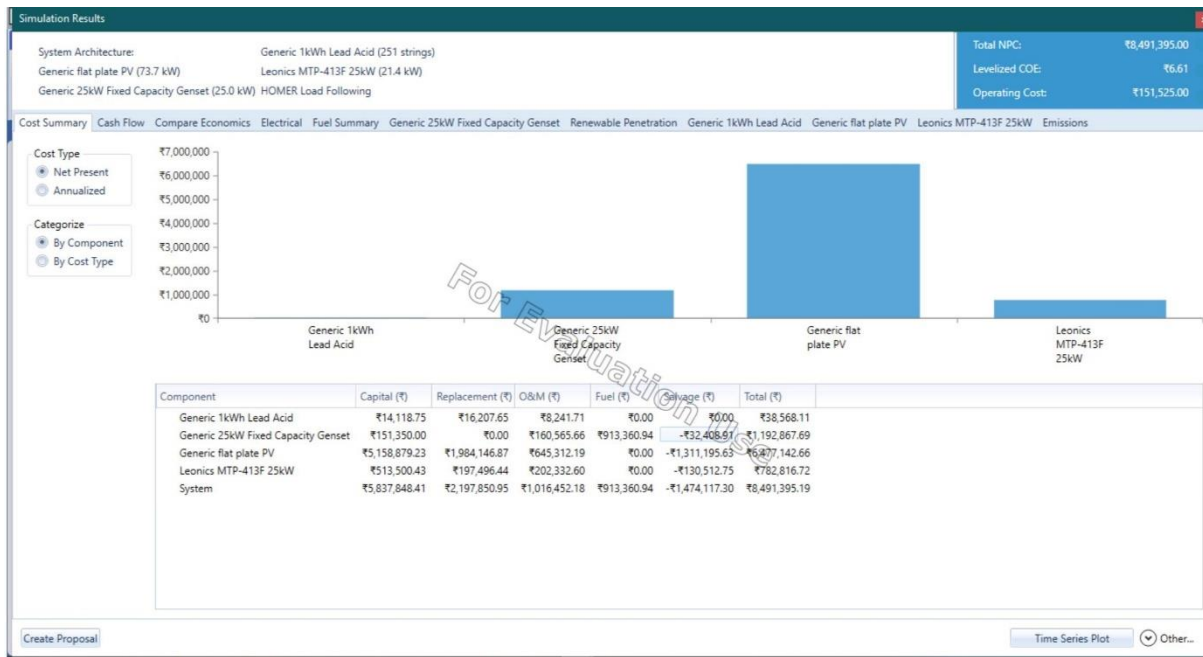 Simulation Results
System Architecture: Generic 1kWh Lead Acid (251 strings)
Generic flat plate PV (73.7 kW) Leonics MTP-413F 25kW (21.4 kW)
Generic 25kW Fixed Capacity Genset (25.0 kW) HOMER Load Following
Total NPC: ₹8,491,395.00
Levelized COE: ₹6.61
Operating Cost: ₹151,525.00
Cost Summary Cash Flow Compare Economics Electrical Fuel Summary Generic 25kW Fixed Capacity Genset Renewable Penetration Generic 1kWh Lead Acid Generic flat plate PV Leonics MTP-413F 25kW Emissions
Cost Type
Net Present
Annualized
Categorize
By Component
By Cost Type
₹7,000,000
₹6,000,000
₹5,000,000
₹4,000,000
₹3,000,000
₹2,000,000
₹1,000,000
₹0
Generic 1kWh
Lead Acid
Generic 25kW
Fixed Capacity
Genset
Generic flat
plate PV
Leonics
MTP-413F
25kW
For Evaluation Use
Component Capital (₹) Replacement (₹) O&M (₹) Fuel (₹) Salvage (₹) Total (₹)
Generic 1kWh Lead Acid ₹14,118.75 ₹16,207.65 ₹8,241.71 ₹0.00 ₹0.00 ₹38,568.11
Generic 25kW Fixed Capacity Genset ₹151,350.00 ₹0.00 ₹160,565.66 ₹913,360.94 -₹32,408.91 ₹1,192,867.69
Generic flat plate PV ₹5,158,879.23 ₹1,984,146.87 ₹645,312.19 ₹0.00 -₹1,311,195.63 ₹6,477,142.66
Leonics MTP-413F 25kW ₹513,500.43 ₹197,496.44 ₹202,332.60 ₹0.00 -₹130,512.75 ₹782,816.72
System ₹5,837,848.41 ₹2,197,850.95 ₹1,016,452.18 ₹913,360.94 -₹1,474,117.30 ₹8,491,395.19
Create Proposal
Time Series Plot
Other...